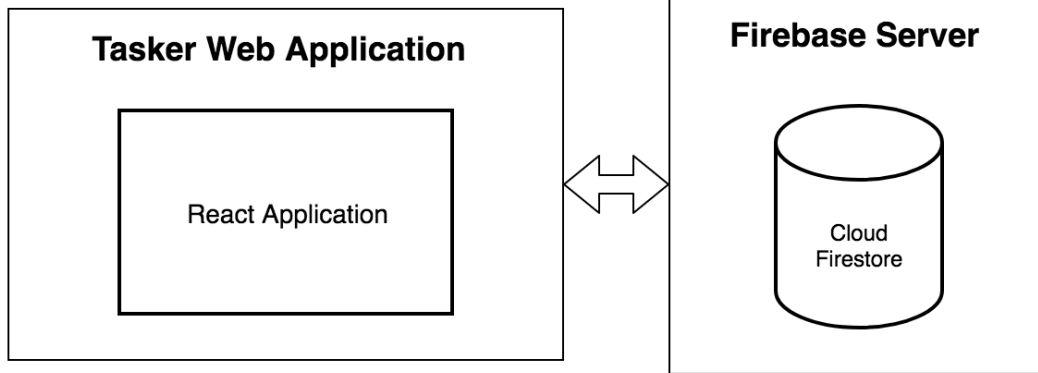 Tasker Web Application
React Application
Firebase Server
Cloud
Firestore